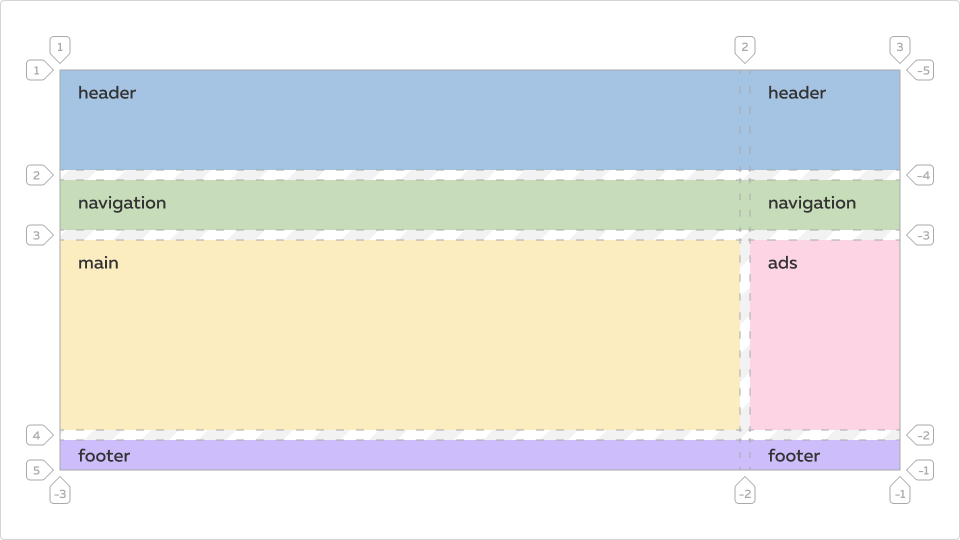 1 2 3
1 -5
header header
2 -4
navigation navigation
3 -3
main ads
4 -2
footer footer
5 -1
-3 -2 -1